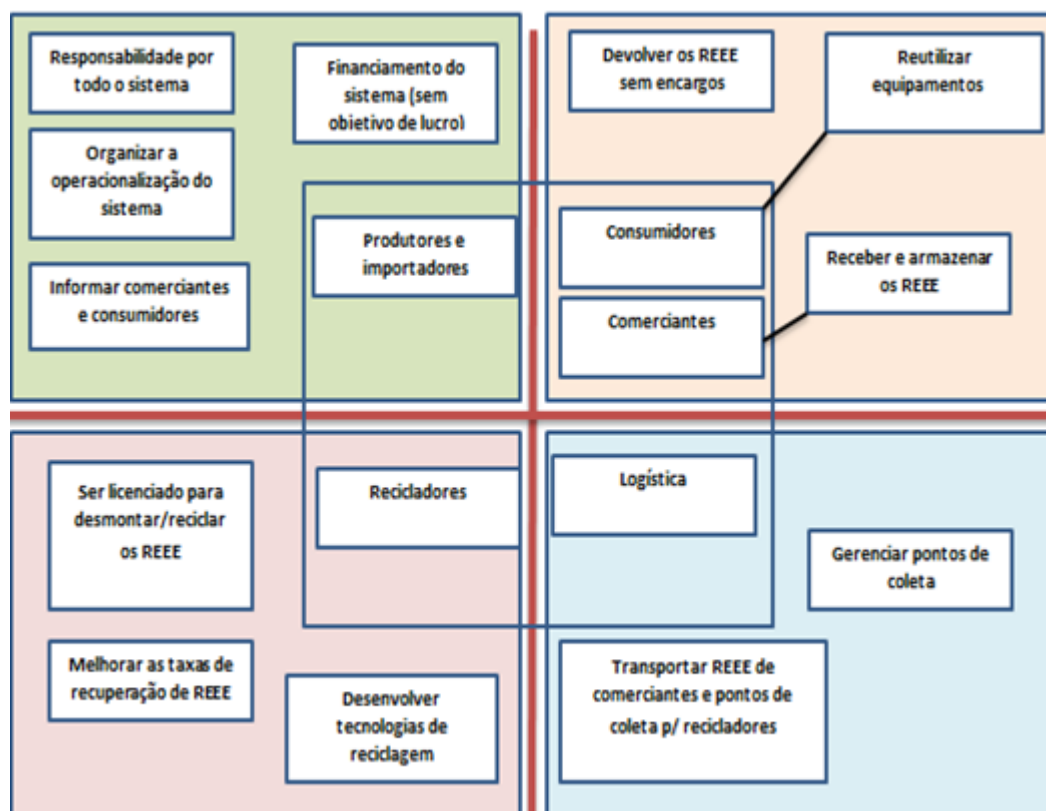 Responsabilidade por
todo o sistema
Financiamento do
sistema (sem
objetivo de lucro)
Organizar a
operacionalização do
sistema
Produtores e
importadores
Informar comerciantes
e consumidores
Devolver os REEE
sem encargos
Reutilizar
equipamentos
Consumidores
Receber e armazenar
os REEE
Comerciantes
Ser licenciado para
desmontar/reciclar
os REEE
Recicladores
Melhorar as taxas de
recuperação de REEE
Desenvolver
tecnologias de
reciclagem
Logística
Gerenciar pontos de
coleta
Transportar REEE de
comerciantes e pontos de
coleta p/ recicladores